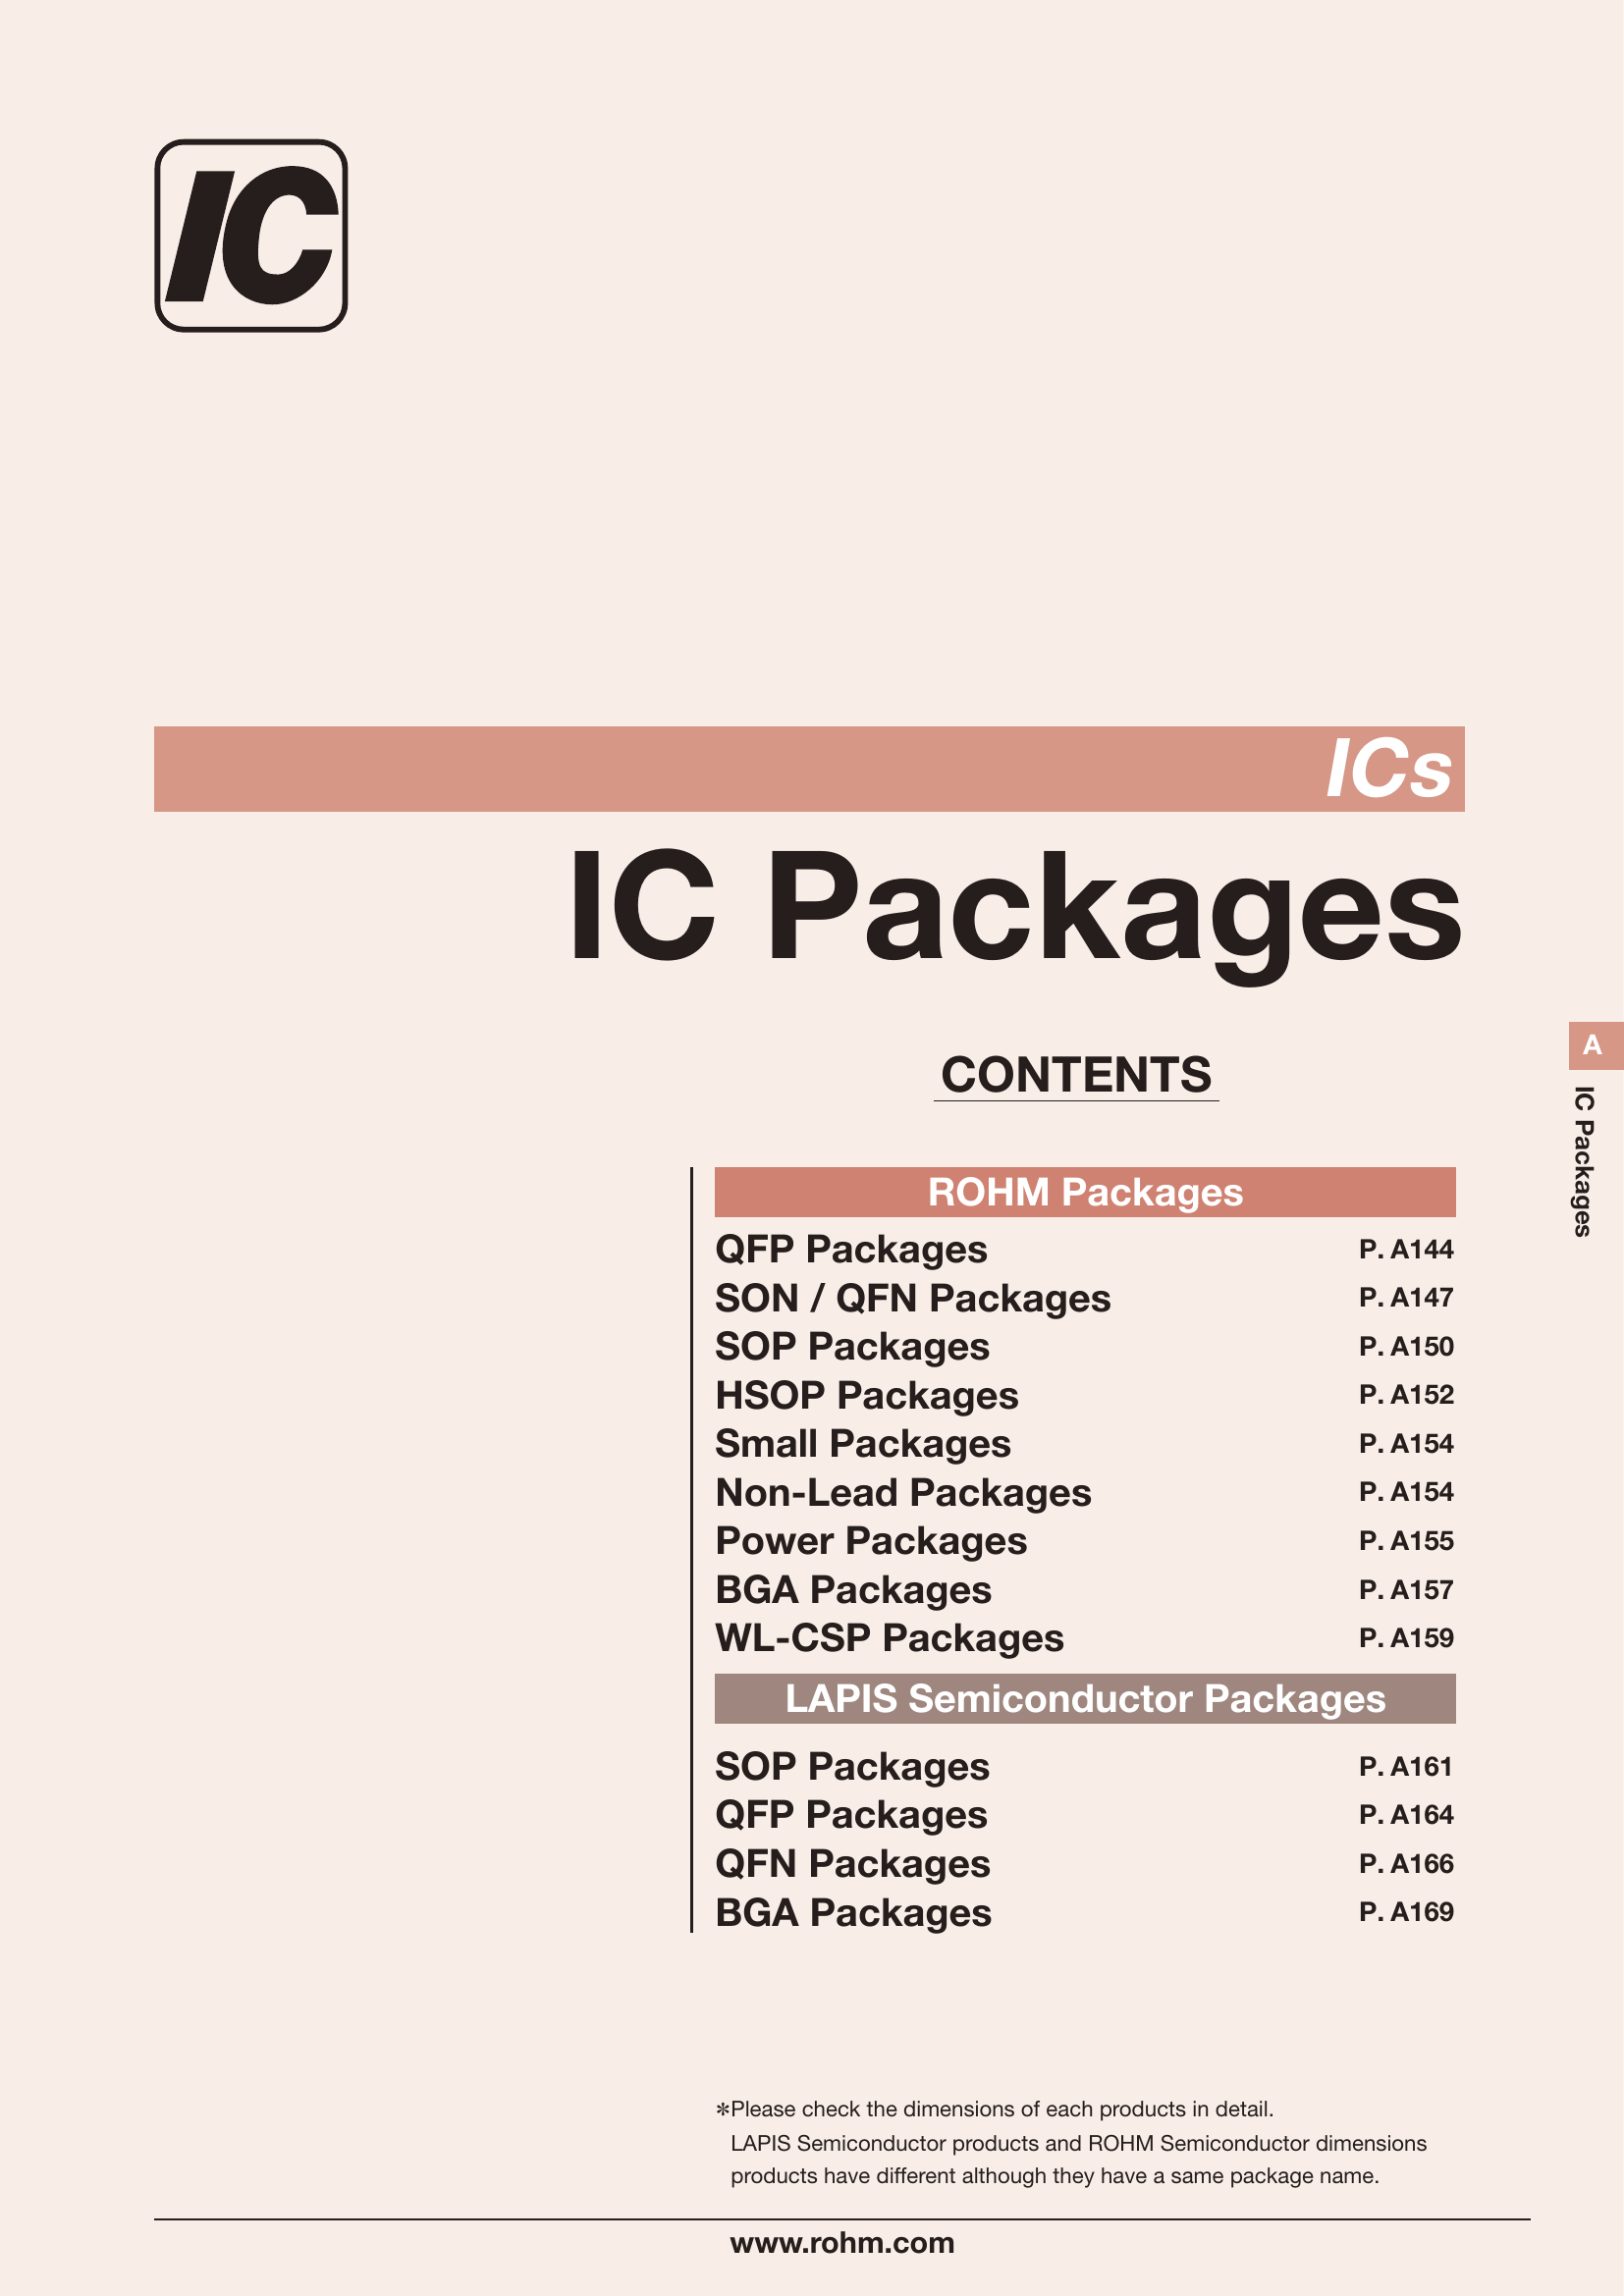 IC
ICs
IC Packages
CONTENTS
A
IC Packages
ROHM Packages
QFP Packages P. A144
SON / QFN Packages P. A147
SOP Packages P. A150
HSOP Packages P. A152
Small Packages P. A154
Non-Lead Packages P. A154
Power Packages P. A155
BGA Packages P. A157
WL-CSP Packages P. A159
LAPIS Semiconductor Packages
SOP Packages P. A161
QFP Packages P. A164
QFN Packages P. A166
BGA Packages P. A169
✻Please check the dimensions of each products in detail.
LAPIS Semiconductor products and ROHM Semiconductor dimensions
products have different although they have a same package name.
www.rohm.com